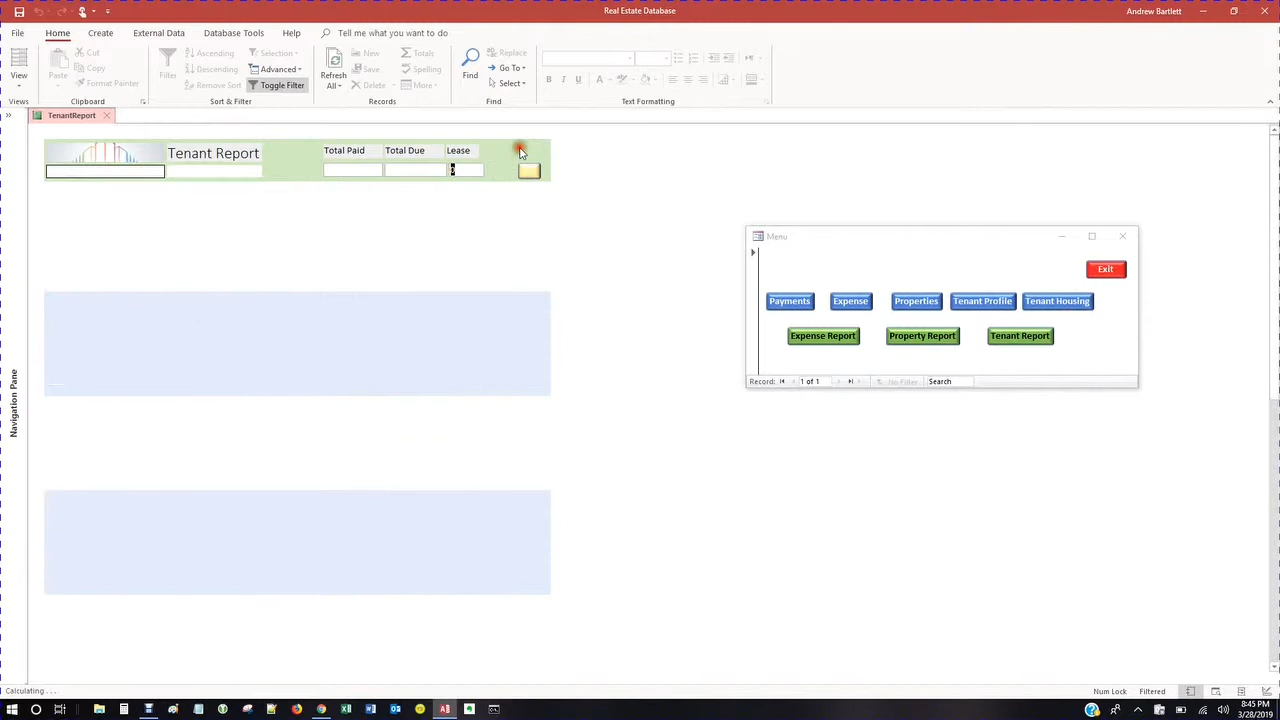 Real Estate Database
Andrew Bartlett
File Home Create External Data Database Tools Help Tell me what you want to do
View
Views
Paste
Cut
Copy
Format Painter
Clipboard
Filter
Ascending
Descending
Remove Sort
Selection
Advanced
Toggle Filter
Sort & Filter
Refresh
All
New
Save
Delete
Totals
Spelling
More
Records
Find
Replace
Go To
Select
Find
B I U
Text Formatting
TenantReport
Tenant Report
Total Paid Total Due Lease
Navigation Pane
Menu
Exit
Payments Expense Properties Tenant Profile Tenant Housing
Expense Report Property Report Tenant Report
Record: 1 of 1 No Filter Search
Calculating . . .
Num Lock Filtered
8:45 PM
3/28/2019